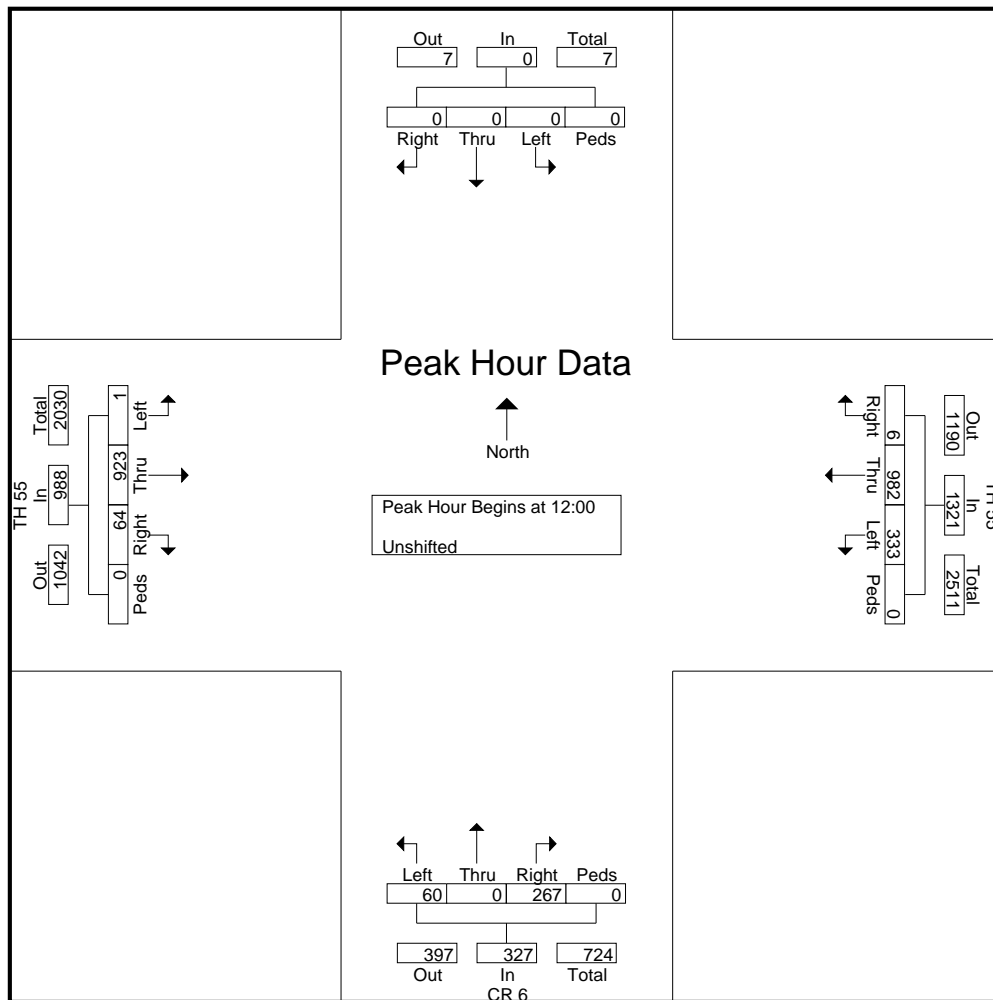 Out In Total
7 0 7
0 0 0 0
Right Thru Left Peds
Peak Hour Data
North
Peak Hour Begins at 12:00
Unshifted
TH 55
Total In Out
2030 988 1042
1 923 64 0
Left Thru Right Peds
Right Thru Left Peds
6 982 333 0
1190 1321 2511
Out In Total
TH 55
Left Thru Right Peds
60 0 267 0
397 327 724
Out In Total
CR 6